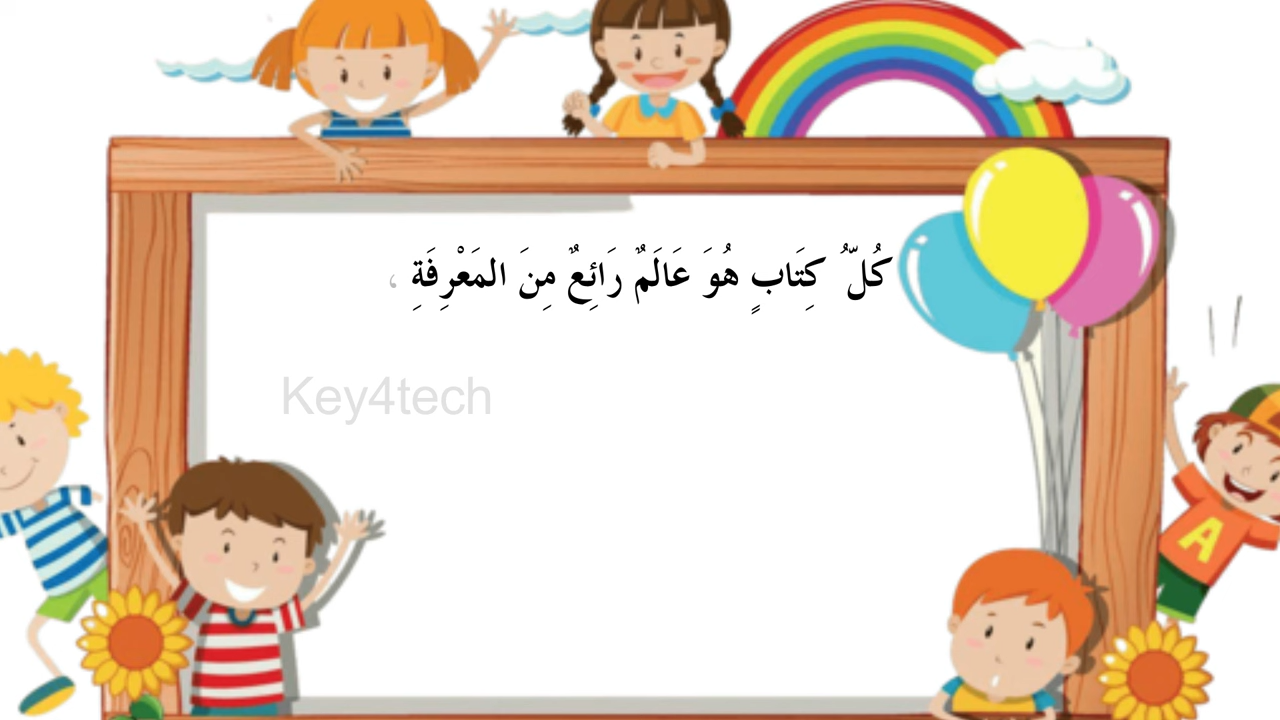 كُلّ ُ كِتَابٍ هُوَ عَالَمٌ رَائِعٌ مِنَ المَعْرِفَةِ ،
Key4tech
A